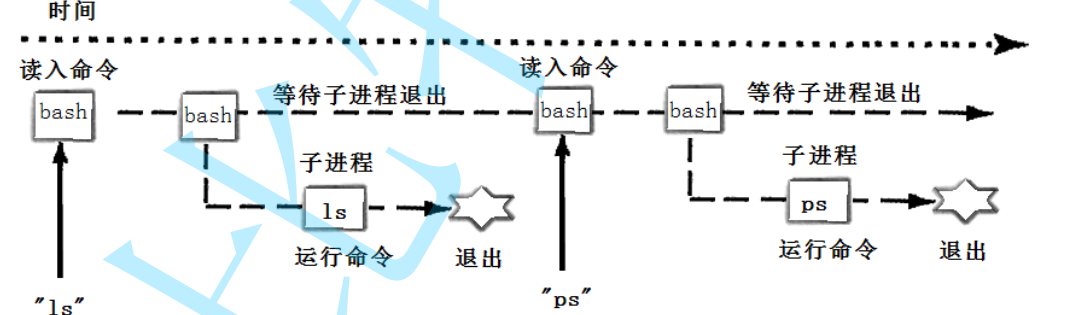 时间
读入命令
读入命令
bash
bash
等待子进程退出
bash
bash
等待子进程退出
子进程
子进程
ls
ps
运行命令
退出
运行命令
退出
"ls"
"ps"